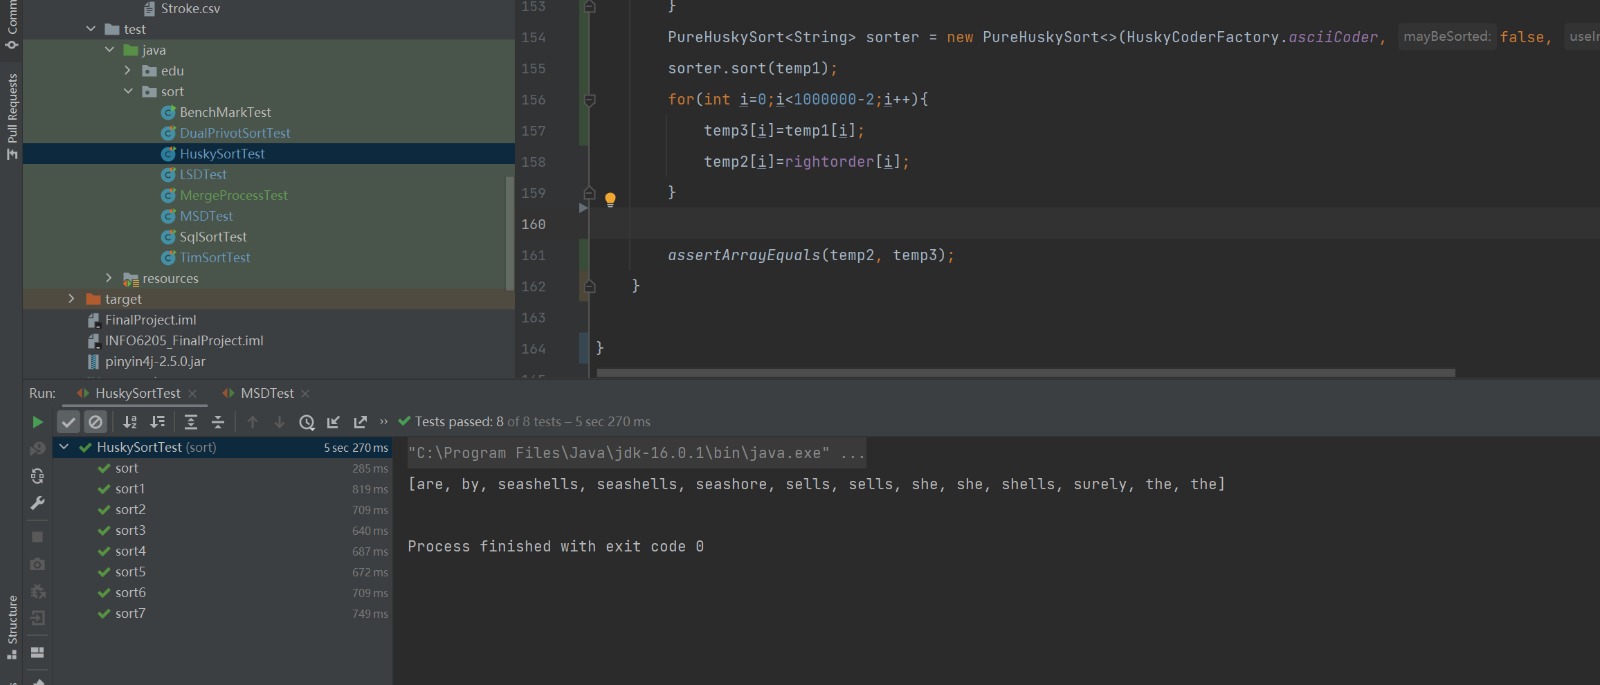 Stroke.csv
test
java
edu
sort
BenchMarkTest
DualPrivotSortTest
HuskySortTest
LSDTest
MergeProcessTest
MSDTest
SqlSortTest
TimSortTest
resources
target
FinalProject.iml
INFO6205_FinalProject.iml
pinyin4j-2.5.0.jar
Comm
Pull Requests
Structure
153 }
154 PureHuskySort<String> sorter = new PureHuskySort<>(HuskyCoderFactory.asciiCoder, mayBeSorted: false, useIn
155 sorter.sort(temp1);
156 for(int i=0;i<1000000-2;i++){
157 temp3[i]=temp1[i];
158 temp2[i]=rightorder[i];
159 }
160
161 assertArrayEquals(temp2, temp3);
162 }
163
164 }
Run: HuskySortTest MSDTest
Tests passed: 8 of 8 tests – 5 sec 270 ms
HuskySortTest (sort) 5 sec 270 ms
sort 285 ms
sort1 819 ms
sort2 709 ms
sort3 640 ms
sort4 687 ms
sort5 672 ms
sort6 709 ms
sort7 749 ms
"C:\Program Files\Java\jdk-16.0.1\bin\java.exe" ...
[are, by, seashells, seashells, seashore, sells, sells, she, she, shells, surely, the, the]
Process finished with exit code 0